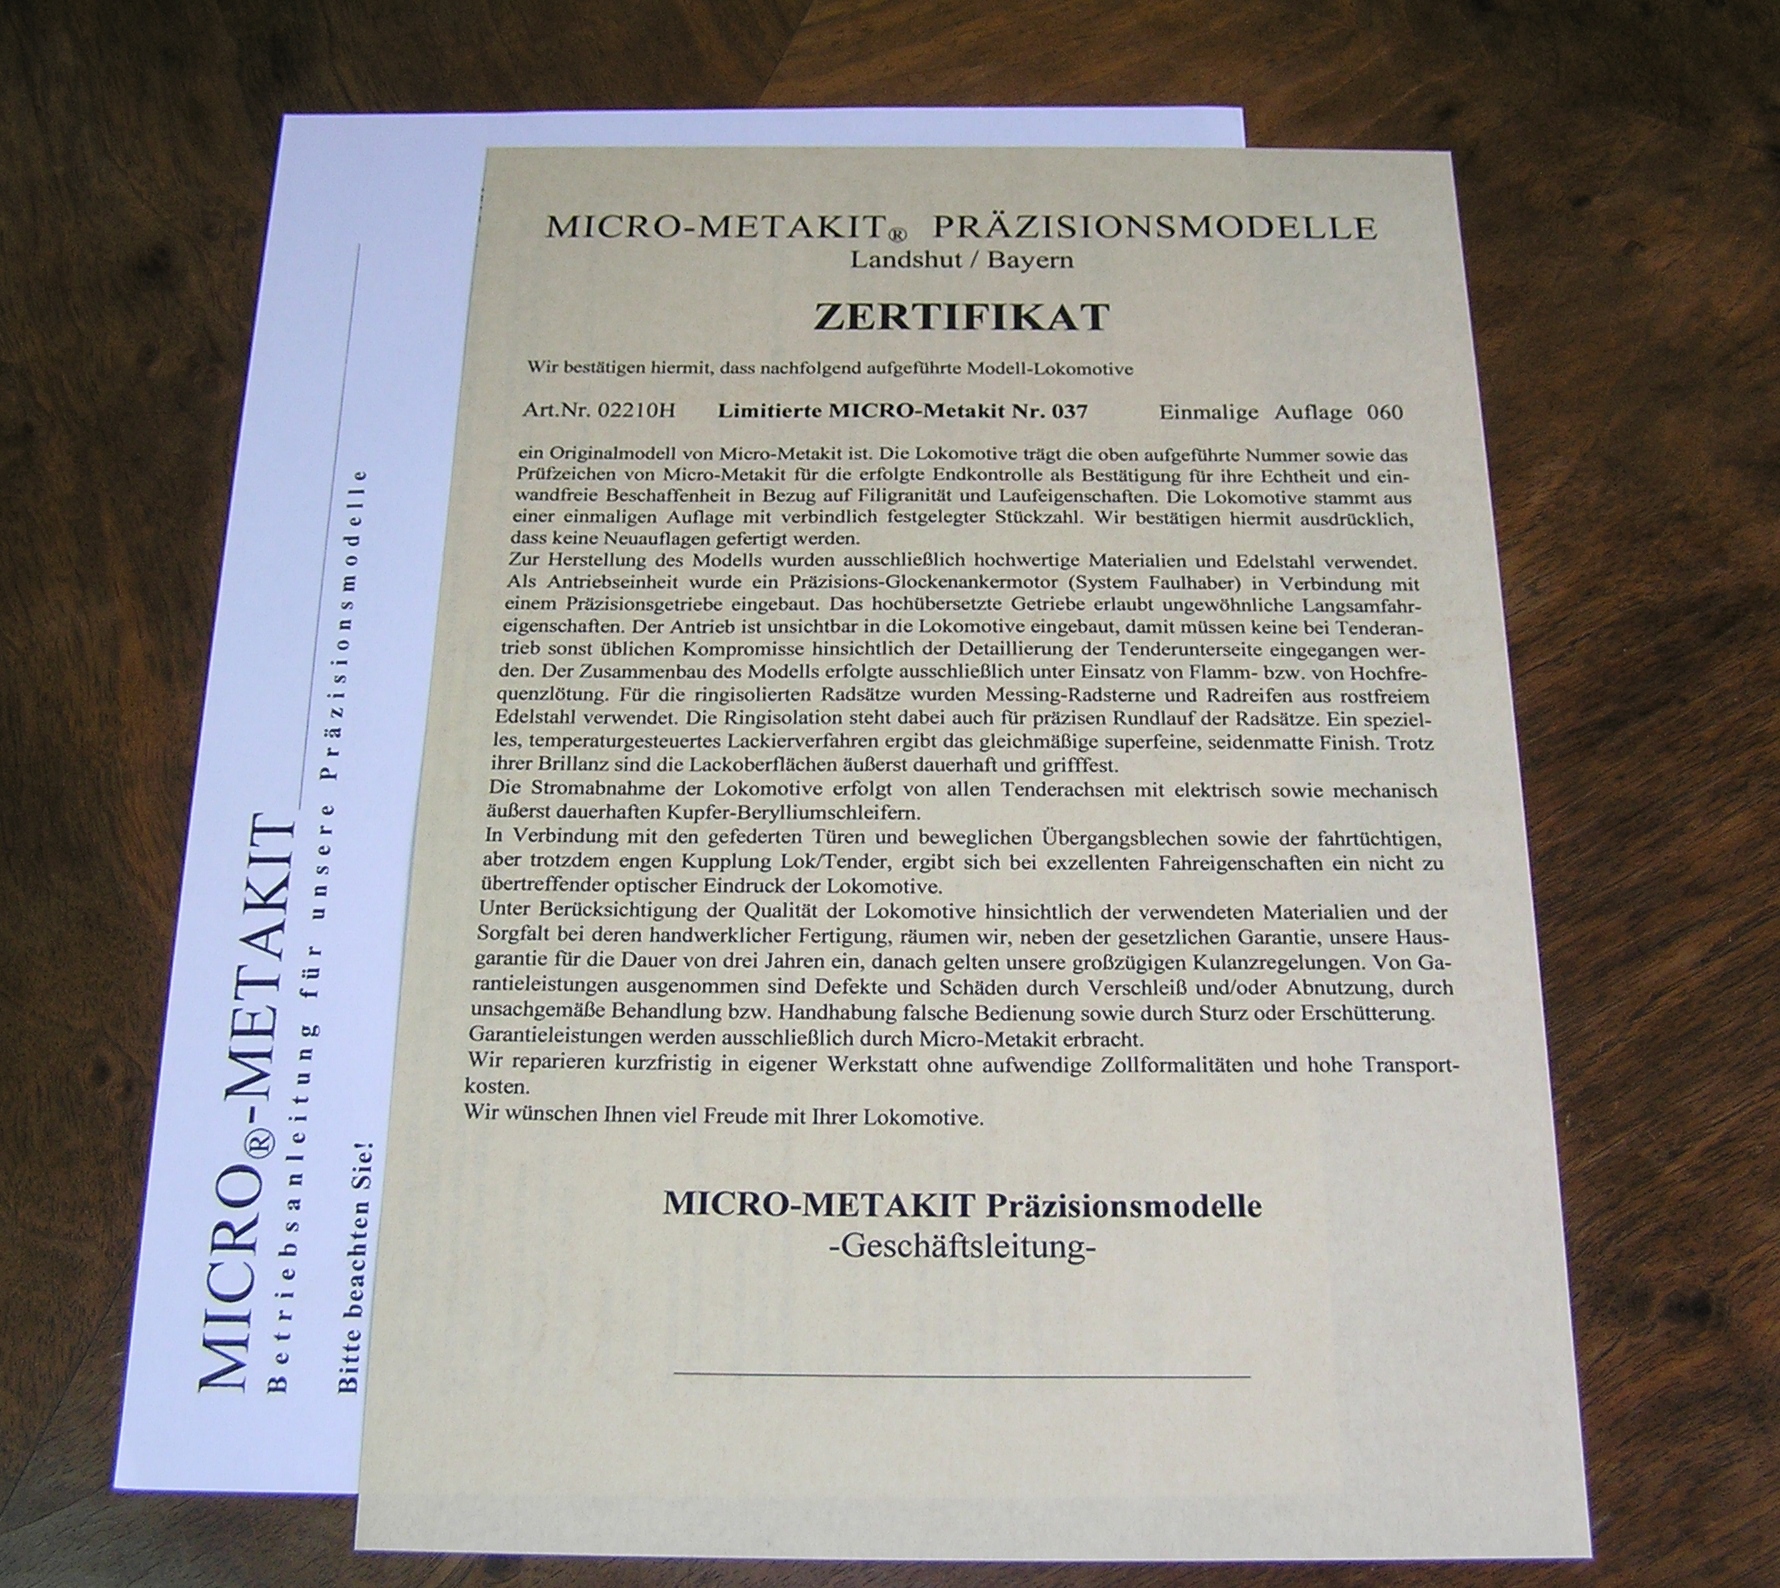 MICRO-METAKIT® PRÄZISIONSMODELLE
Landshut / Bayern
ZERTIFIKAT
Wir bestätigen hiermit, dass nachfolgend aufgeführte Modell-Lokomotive
Art.Nr. 02210H Limitierte MICRO-Metakit Nr. 037 Einmalige Auflage 060
ein Originalmodell von Micro-Metakit ist. Die Lokomotive trägt die oben aufgeführte Nummer sowie das
Prüfzeichen von Micro-Metakit für die erfolgte Endkontrolle als Bestätigung für ihre Echtheit und ein-
wandfreie Beschaffenheit in Bezug auf Filigranität und Laufeigenschaften. Die Lokomotive stammt aus
einer einmaligen Auflage mit verbindlich festgelegter Stückzahl. Wir bestätigen hiermit ausdrücklich,
dass keine Neuauflagen gefertigt werden.
Zur Herstellung des Modells wurden ausschließlich hochwertige Materialien und Edelstahl verwendet.
Als Antriebseinheit wurde ein Präzisions-Glockenankermotor (System Faulhaber) in Verbindung mit
einem Präzisionsgetriebe eingebaut. Das hochübersetzte Getriebe erlaubt ungewöhnliche Langsamfahr-
eigenschaften. Der Antrieb ist unsichtbar in die Lokomotive eingebaut, damit müssen keine bei Tenderan-
trieb sonst üblichen Kompromisse hinsichtlich der Detaillierung der Tenderunterseite eingegangen wer-
den. Der Zusammenbau des Modells erfolgte ausschließlich unter Einsatz von Flamm- bzw. von Hochfre-
quenzlötung. Für die ringisolierten Radsätze wurden Messing-Radsterne und Radreifen aus rostfreiem
Edelstahl verwendet. Die Ringisolation steht dabei auch für präzisen Rundlauf der Radsätze. Ein speziel-
les, temperaturgesteuertes Lackierverfahren ergibt das gleichmäßige superfeine, seidenmatte Finish. Trotz
ihrer Brillanz sind die Lackoberflächen äußerst dauerhaft und grifffest.
Die Stromabnahme der Lokomotive erfolgt von allen Tenderachsen mit elektrisch sowie mechanisch
äußerst dauerhaften Kupfer-Berylliumschleifern.
In Verbindung mit den gefederten Türen und beweglichen Übergangsblechen sowie der fahrtüchtigen,
aber trotzdem engen Kupplung Lok/Tender, ergibt sich bei exzellenten Fahreigenschaften ein nicht zu
übertreffender optischer Eindruck der Lokomotive.
Unter Berücksichtigung der Qualität der Lokomotive hinsichtlich der verwendeten Materialien und der
Sorgfalt bei deren handwerklicher Fertigung, räumen wir, neben der gesetzlichen Garantie, unsere Haus-
garantie für die Dauer von drei Jahren ein, danach gelten unsere großzügigen Kulanzregelungen. Von Ga-
rantieleistungen ausgenommen sind Defekte und Schäden durch Verschleiß und/oder Abnutzung, durch
unsachgemäße Behandlung bzw. Handhabung falsche Bedienung sowie durch Sturz oder Erschütterung.
Garantieleistungen werden ausschließlich durch Micro-Metakit erbracht.
Wir reparieren kurzfristig in eigener Werkstatt ohne aufwendige Zollformalitäten und hohe Transport-
kosten.
Wir wünschen Ihnen viel Freude mit Ihrer Lokomotive.
MICRO-METAKIT Präzisionsmodelle
-Geschäftsleitung-
MICRO®-METAKIT
Betriebsanleitung für unsere Präzisionsmodelle
Bitte beachten Sie!